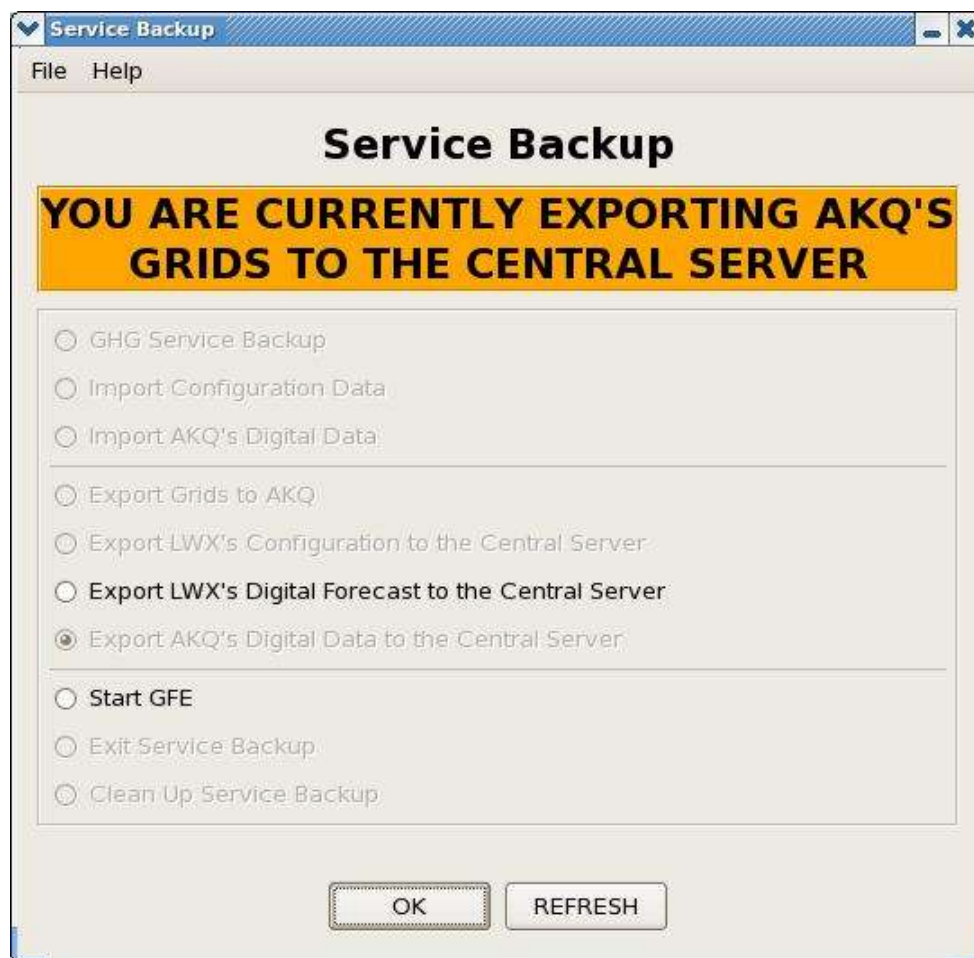 Service Backup
File Help
Service Backup
YOU ARE CURRENTLY EXPORTING AKQ'S
GRIDS TO THE CENTRAL SERVER
GHG Service Backup
Import Configuration Data
Import AKQ's Digital Data
Export Grids to AKQ
Export LWX's Configuration to the Central Server
Export LWX's Digital Forecast to the Central Server
Export AKQ's Digital Data to the Central Server
Start GFE
Exit Service Backup
Clean Up Service Backup
OK REFRESH